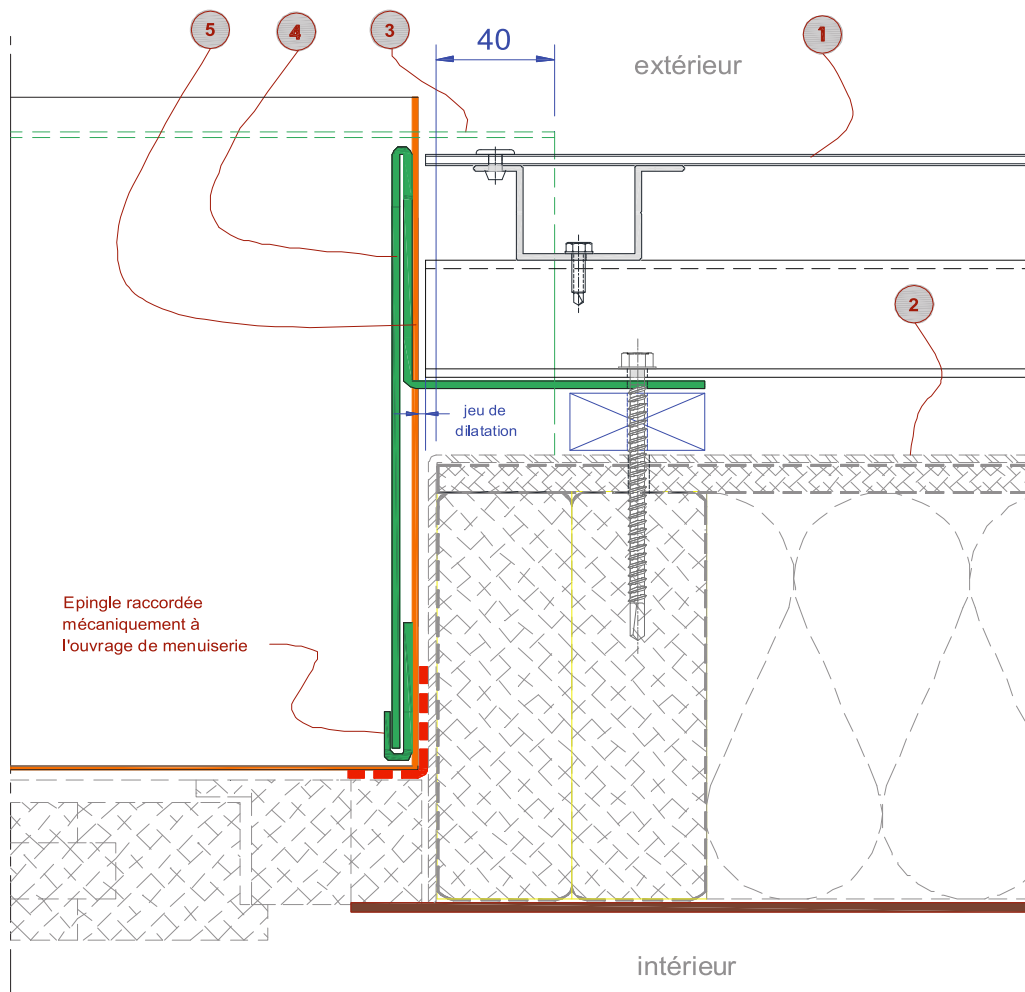 5
4
3
40
1
extérieur
2
jeu de
dilatation
Epingle raccordée
mécaniquement à
l'ouvrage de menuiserie
intérieur